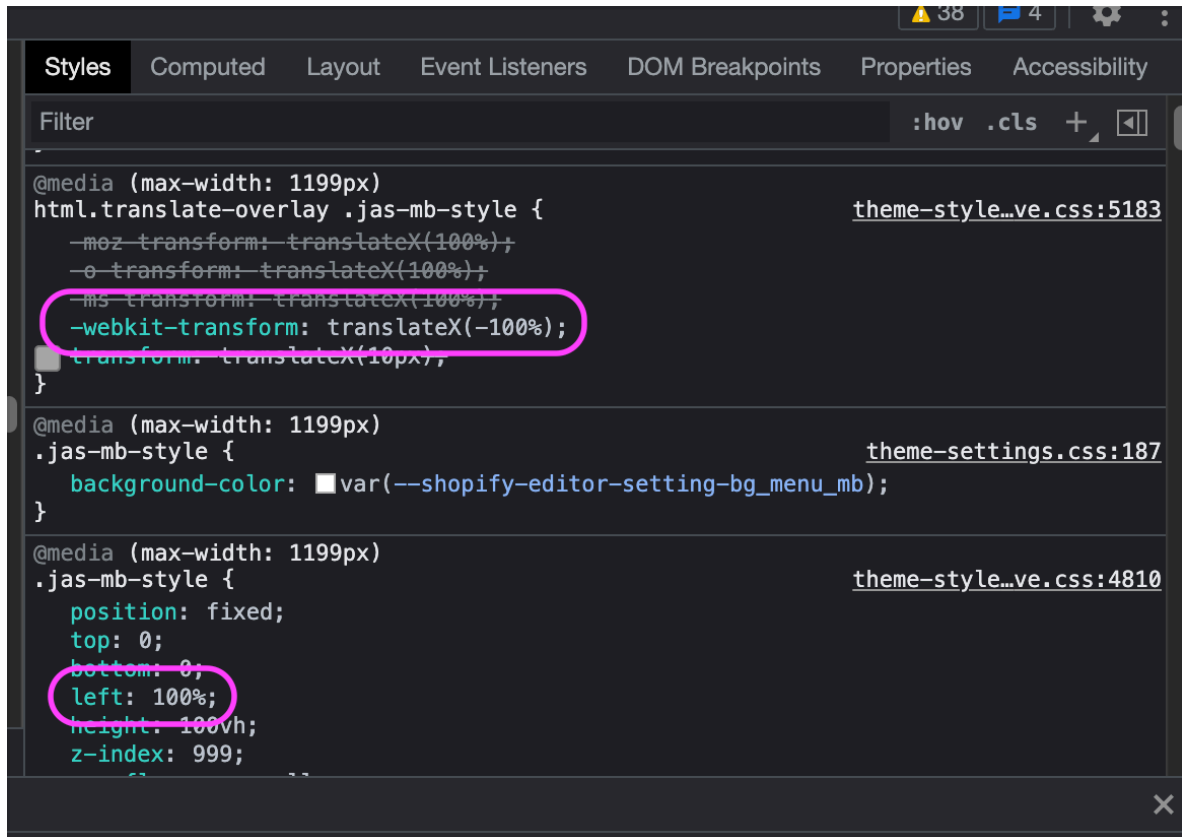 38 4
Styles Computed Layout Event Listeners DOM Breakpoints Properties Accessibility
Filter :hov .cls +
}
@media (max-width: 1199px)
html.translate-overlay .jas-mb-style { theme-style…ve.css:5183
-moz-transform: translateX(100%);
-o-transform: translateX(100%);
-ms-transform: translateX(100%);
-webkit-transform: translateX(-100%);
transform: translateX(10px);
}
@media (max-width: 1199px)
.jas-mb-style { theme-settings.css:187
background-color: var(--shopify-editor-setting-bg_menu_mb);
}
@media (max-width: 1199px)
.jas-mb-style { theme-style…ve.css:4810
position: fixed;
top: 0;
bottom: 0;
left: 100%;
height: 100vh;
z-index: 999;